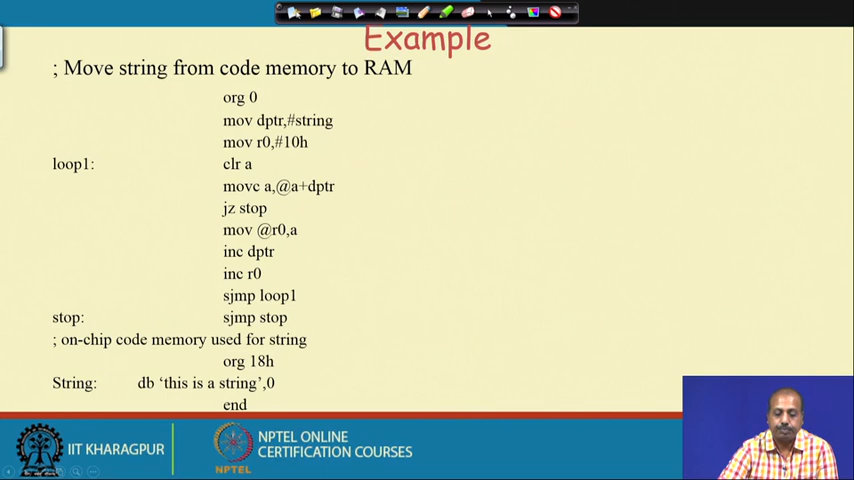 Example
; Move string from code memory to RAM
org 0
mov dptr,#string
mov r0,#10h
loop1: clr a
movc a,@a+dptr
jz stop
mov @r0,a
inc dptr
inc r0
sjmp loop1
stop: sjmp stop
; on-chip code memory used for string
org 18h
String: db ‘this is a string’,0
end
IIT KHARAGPUR
NPTEL ONLINE
CERTIFICATION COURSES
NPTEL